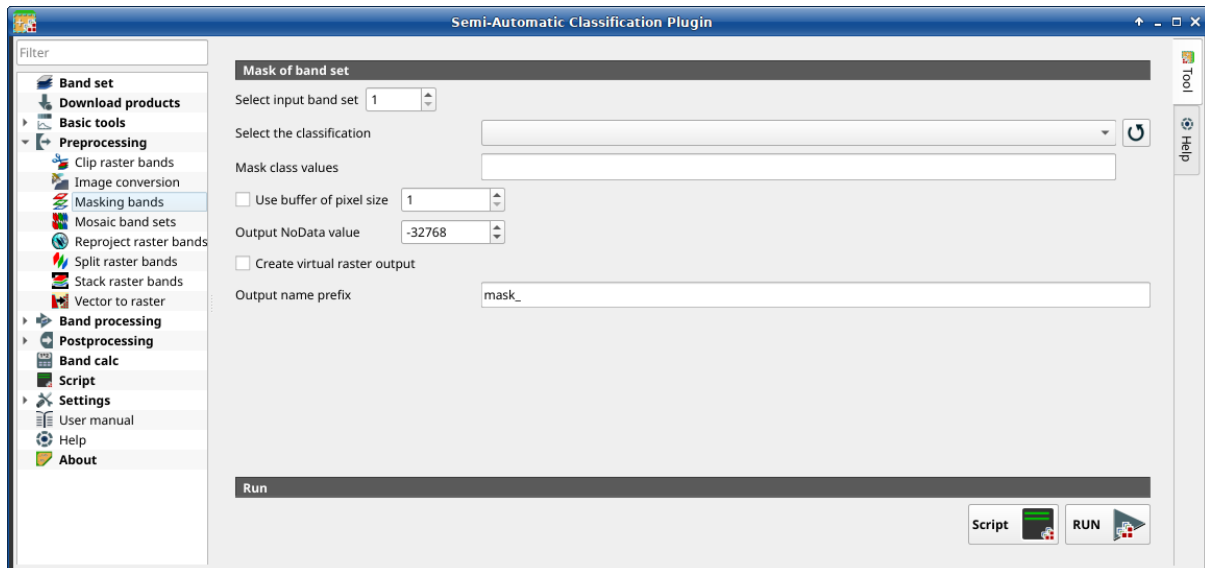 Semi-Automatic Classification Plugin
Filter
Band set
Download products
Basic tools
Preprocessing
Clip raster bands
Image conversion
Masking bands
Mosaic band sets
Reproject raster bands
Split raster bands
Stack raster bands
Vector to raster
Band processing
Postprocessing
Band calc
Script
Settings
User manual
Help
About
Mask of band set
Select input band set 1
Select the classification
Mask class values
Use buffer of pixel size 1
Output NoData value -32768
Create virtual raster output
Output name prefix mask_
Run
Script RUN
Tool
Help